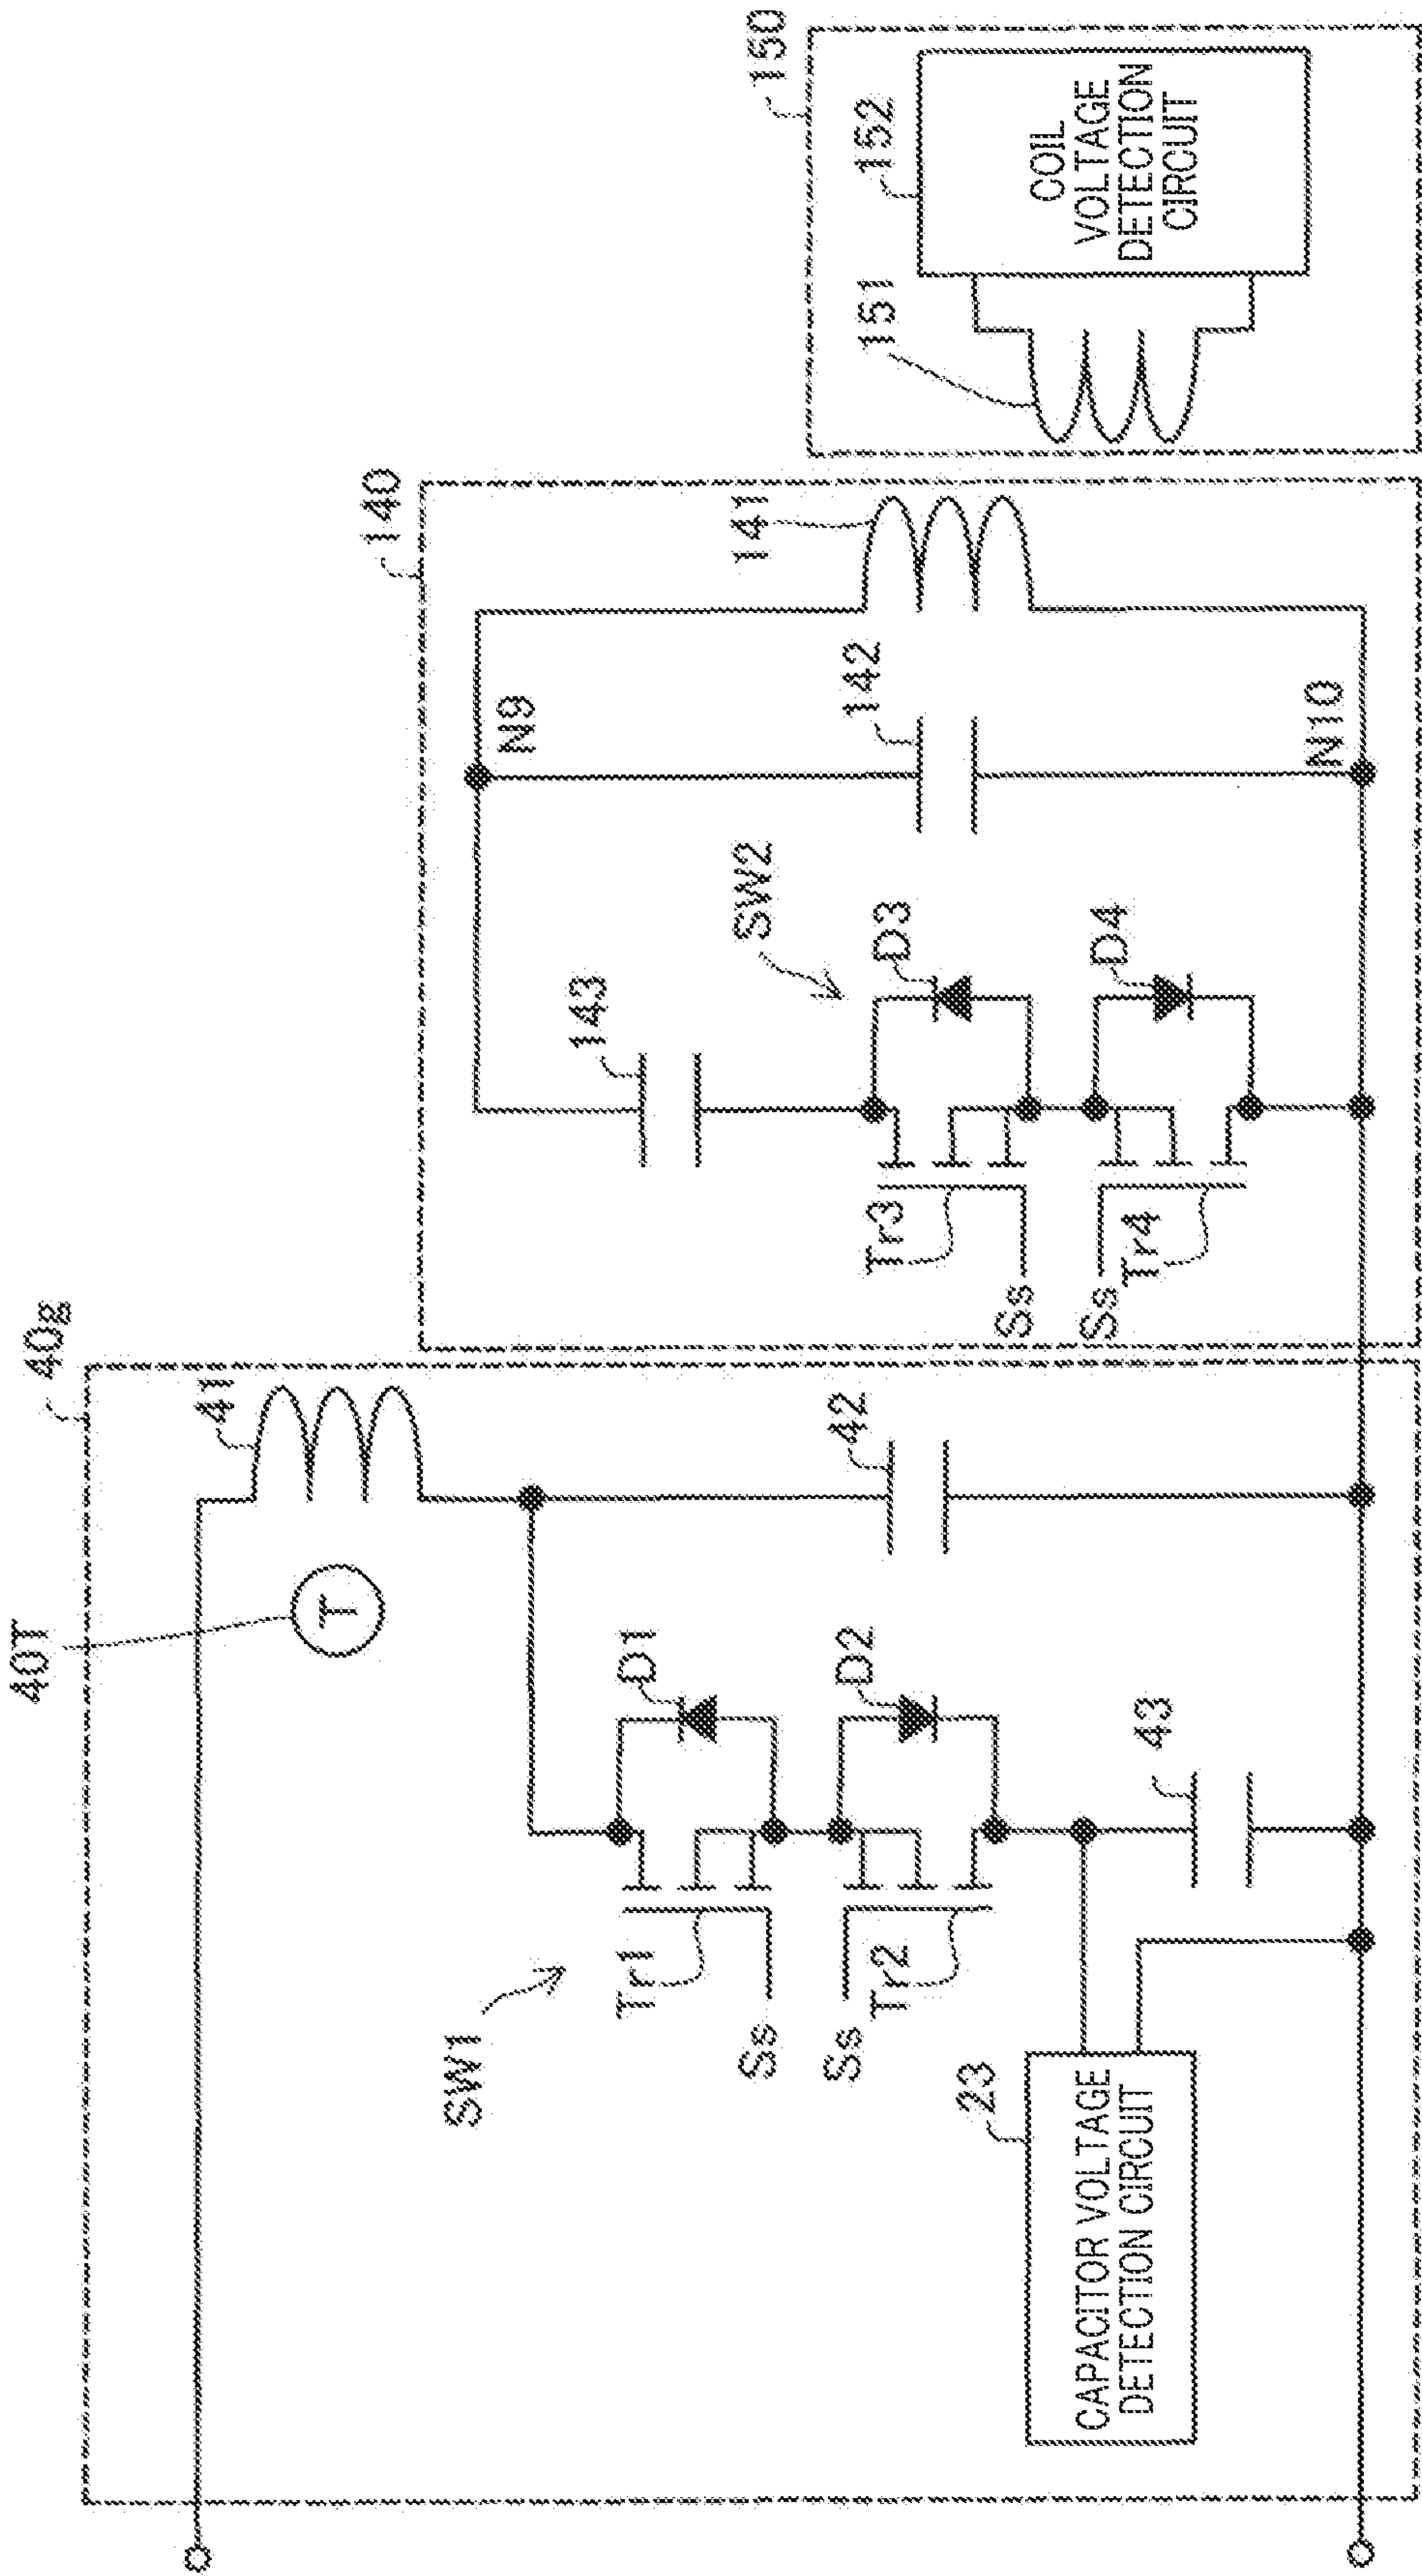 40T
40g
41
42
SW1
Tr1
D1
Ss
Ss
Tr2
D2
43
23
CAPACITOR VOLTAGE
DETECTION CIRCUIT
T
140
N9
141
142
143
SW2
Tr3
D3
Ss
Ss
Tr4
D4
N10
150
151
152
COIL
VOLTAGE
DETECTION
CIRCUIT